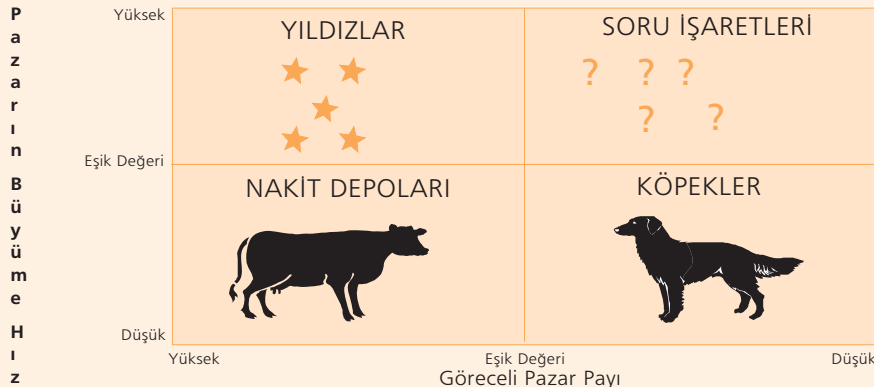 Pazarın Büyüme Hız
Yüksek
YILDIZLAR
SORU İŞARETLERİ
? ? ?
? ?
Eşik Değeri
NAKİT DEPOLARI
KÖPEKLER
Düşük
Yüksek
Eşik Değeri
Düşük
Göreceli Pazar Payı